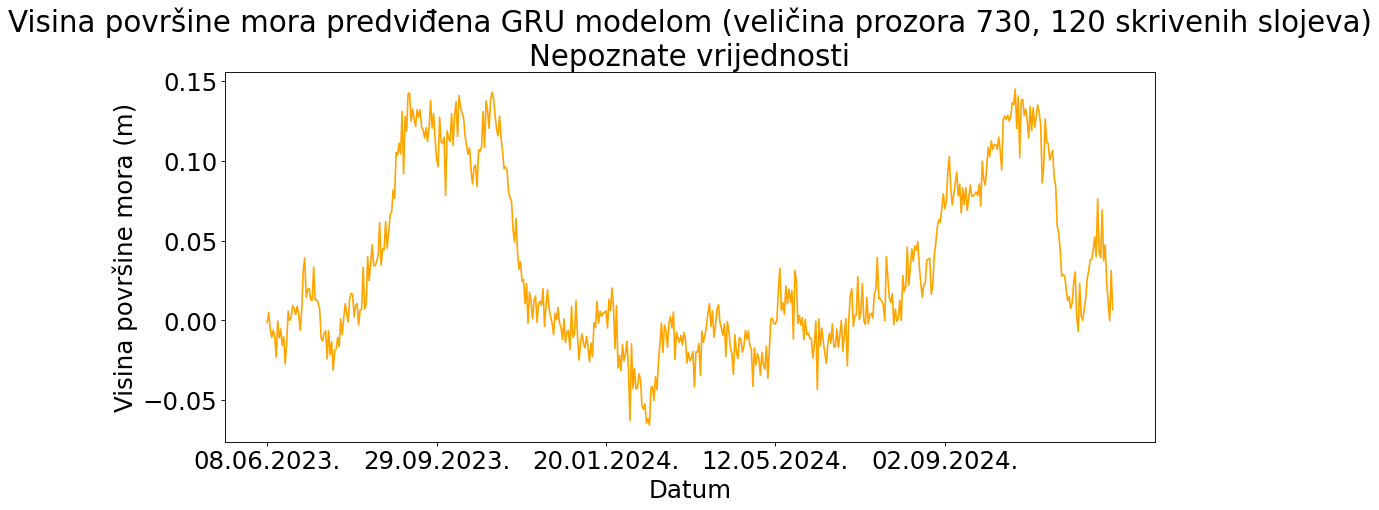 Visina površine mora predviđena GRU modelom (veličina prozora 730, 120 skrivenih slojeva)
Nepoznate vrijednosti
Visina površine mora (m)
0.15
0.10
0.05
0.00
−0.05
08.06.2023.
29.09.2023.
20.01.2024.
12.05.2024.
02.09.2024.
Datum